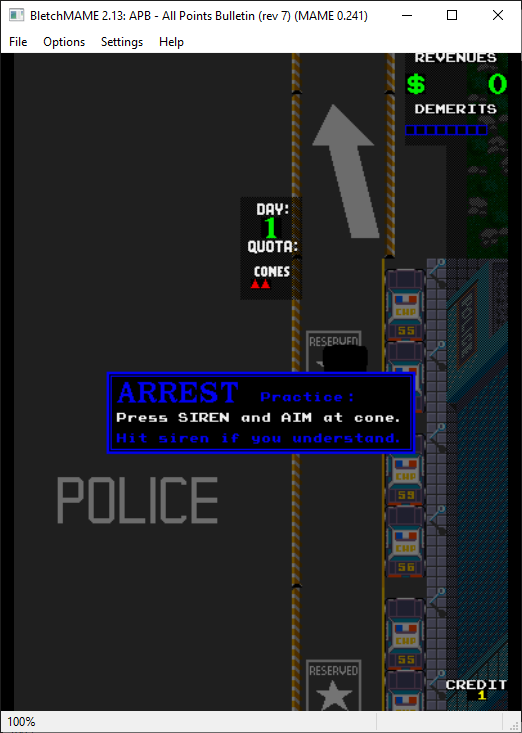 BletchMAME 2.13: APB - All Points Bulletin (rev 7) (MAME 0.241)
File Options Settings Help
REVENUES
$ 0
DEMERITS
DAY:
1
QUOTA:
CONES
POLICE
CHP
55
RESERVED
ARREST Practice:
Press SIREN and AIM at cone.
Hit siren if you understand.
CHP
59
POLICE
CHP
56
CHP
55
RESERVED
CREDIT
1
100%